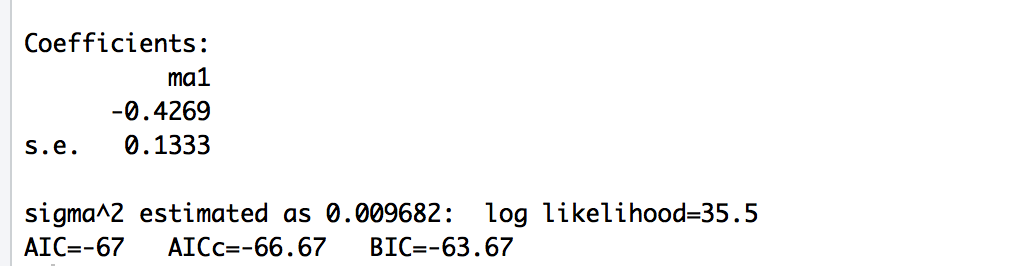 Coefficients:
          ma1
      -0.4269
s.e.   0.1333
sigma^2 estimated as 0.009682:  log likelihood=35.5
AIC=-67   AICc=-66.67   BIC=-63.67